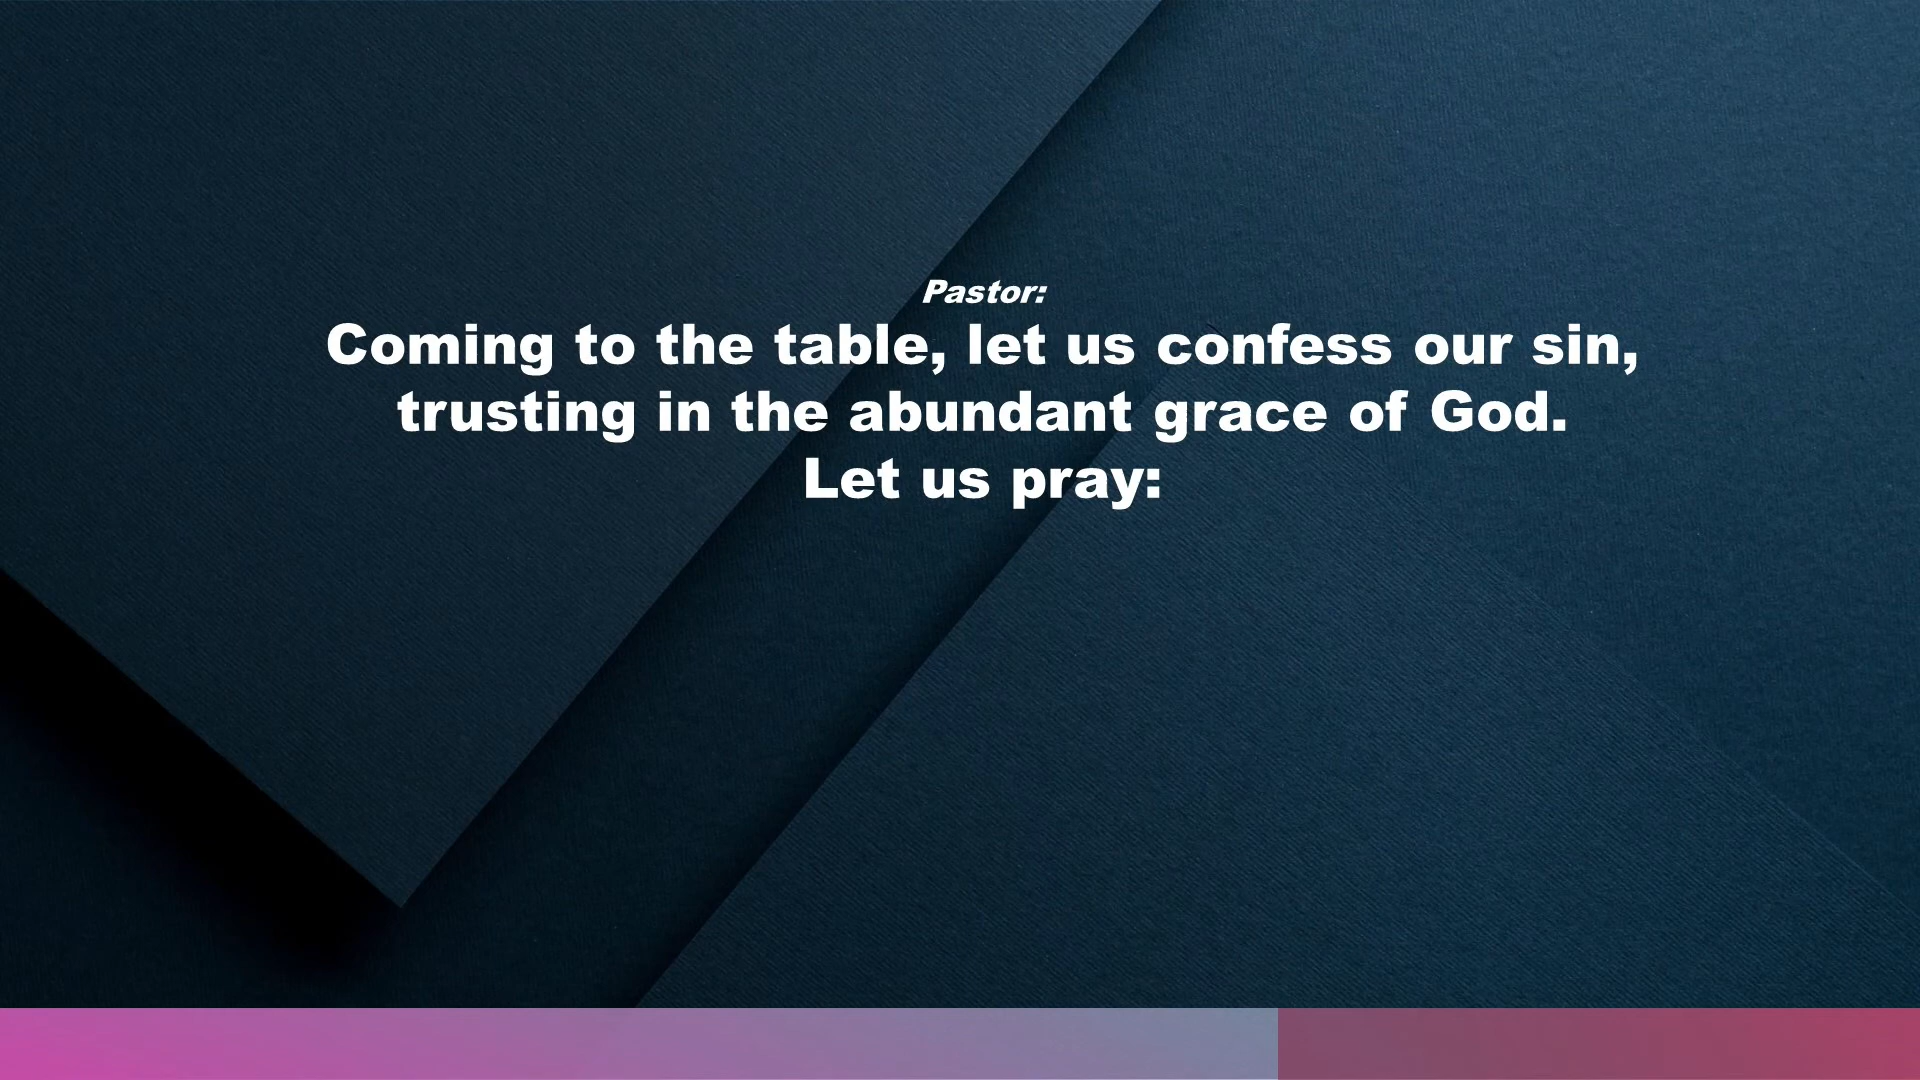 Pastor:
Coming to the table, let us confess our sin,
trusting in the abundant grace of God.
Let us pray: